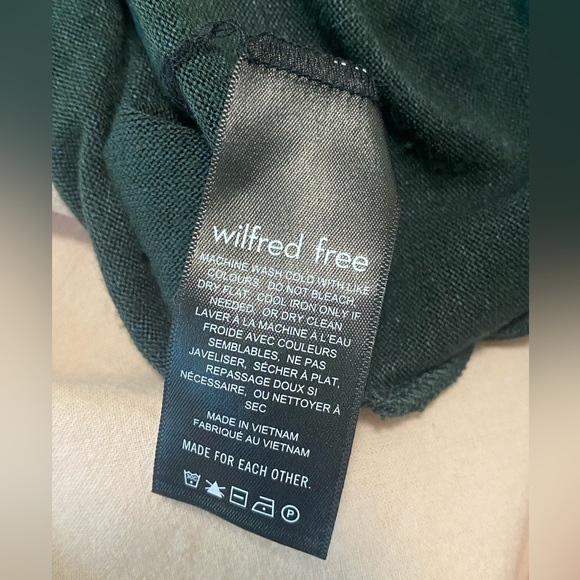 wilfred free
MACHINE WASH COLD WITH LIKE
COLOURS. DO NOT BLEACH,
DRY FLAT. COOL IRON ONLY IF
NEEDED, OR DRY CLEAN
LAVER À LA MACHINE À L'EAU
FROIDE AVEC COULEURS
SEMBLABLES, NE PAS
JAVELISER, SÉCHER À PLAT,
REPASSAGE DOUX SI
NÉCESSAIRE, OU NETTOYER À
SEC
MADE IN VIETNAM
FABRIQUÉ AU VIETNAM
MADE FOR EACH OTHER.
P